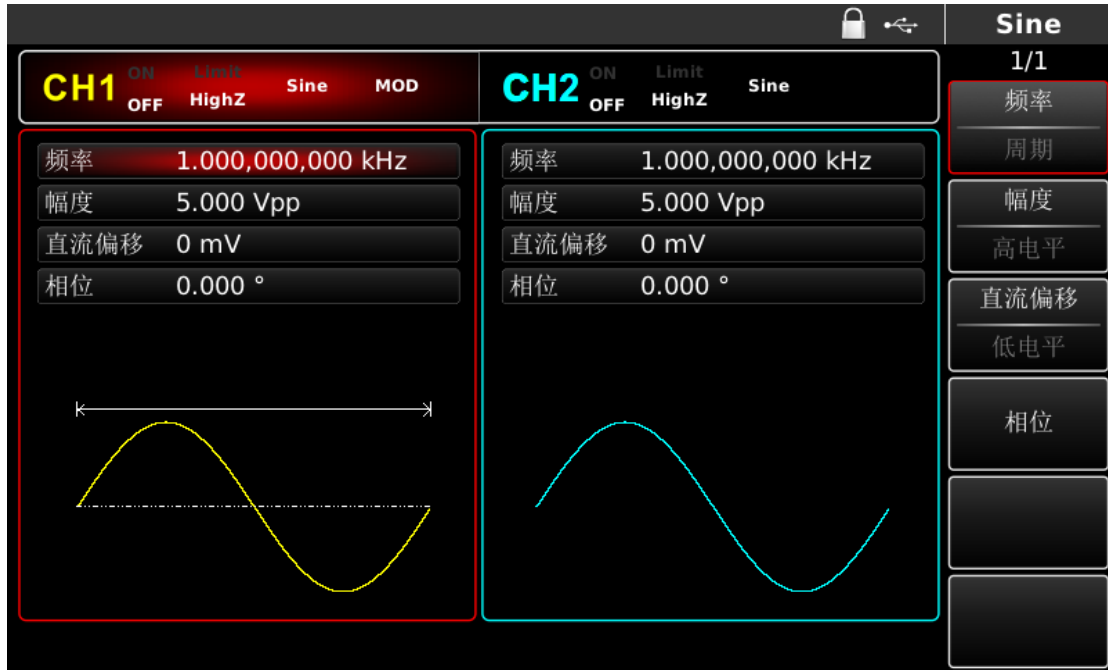 Sine
1/1
CH1 ON OFF Limit HighZ Sine MOD
CH2 ON OFF Limit HighZ Sine
频率 1.000,000,000 kHz
幅度 5.000 Vpp
直流偏移 0 mV
相位 0.000 °
频率 1.000,000,000 kHz
幅度 5.000 Vpp
直流偏移 0 mV
相位 0.000 °
频率
周期
幅度
高电平
直流偏移
低电平
相位